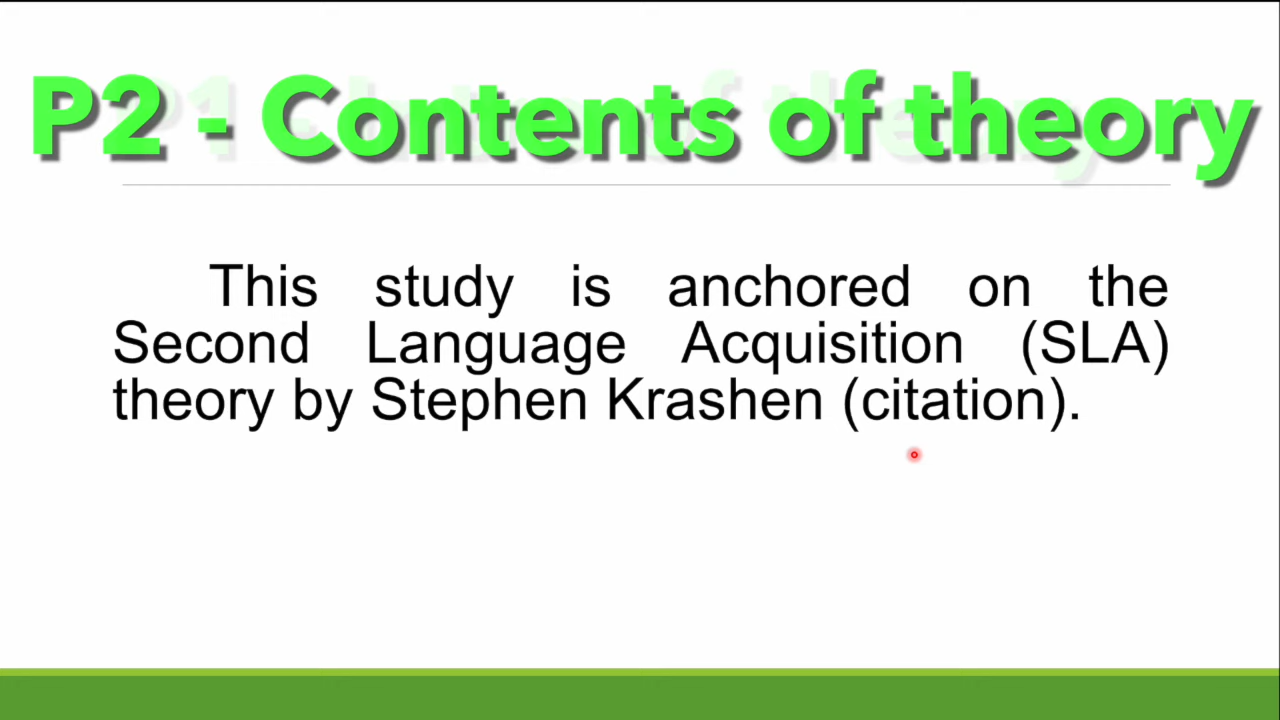 P2 - Contents of theory
This study is anchored on the
Second Language Acquisition (SLA)
theory by Stephen Krashen (citation).